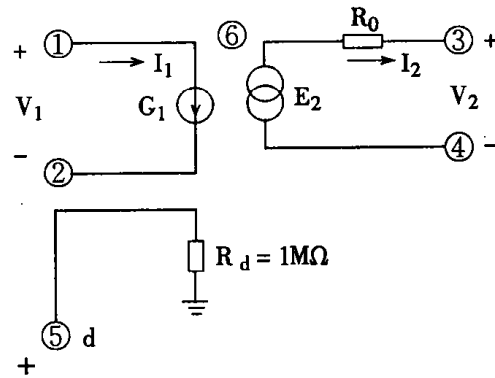 ① ⑥ R₀ ③ +
+ I₁ I₂
V₁ G₁ E₂ V₂
− ② ④ −
R d = 1MΩ
⑤ d
+